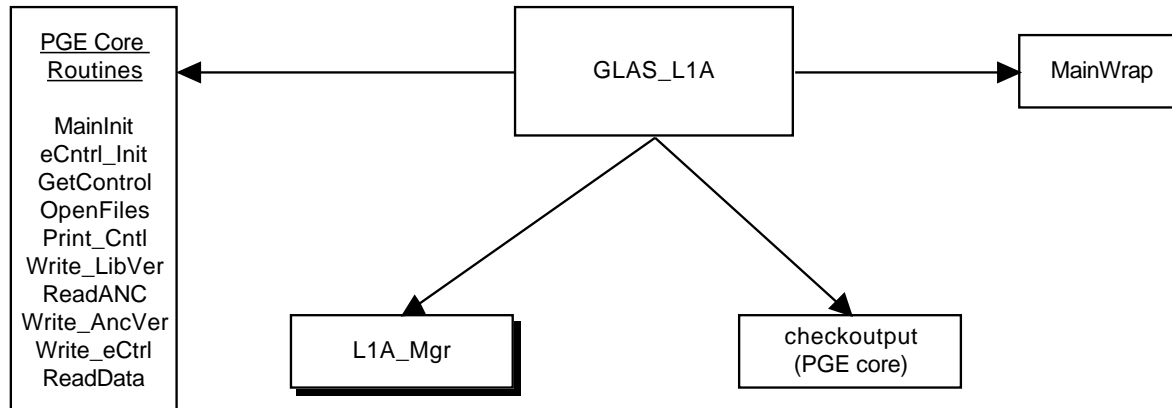 PGE Core
Routines
MainInit
eCntrl_Init
GetControl
OpenFiles
Print_Cntl
Write_LibVer
ReadANC
Write_AncVer
Write_eCtrl
ReadData
GLAS_L1A
MainWrap
L1A_Mgr
checkoutput
(PGE core)